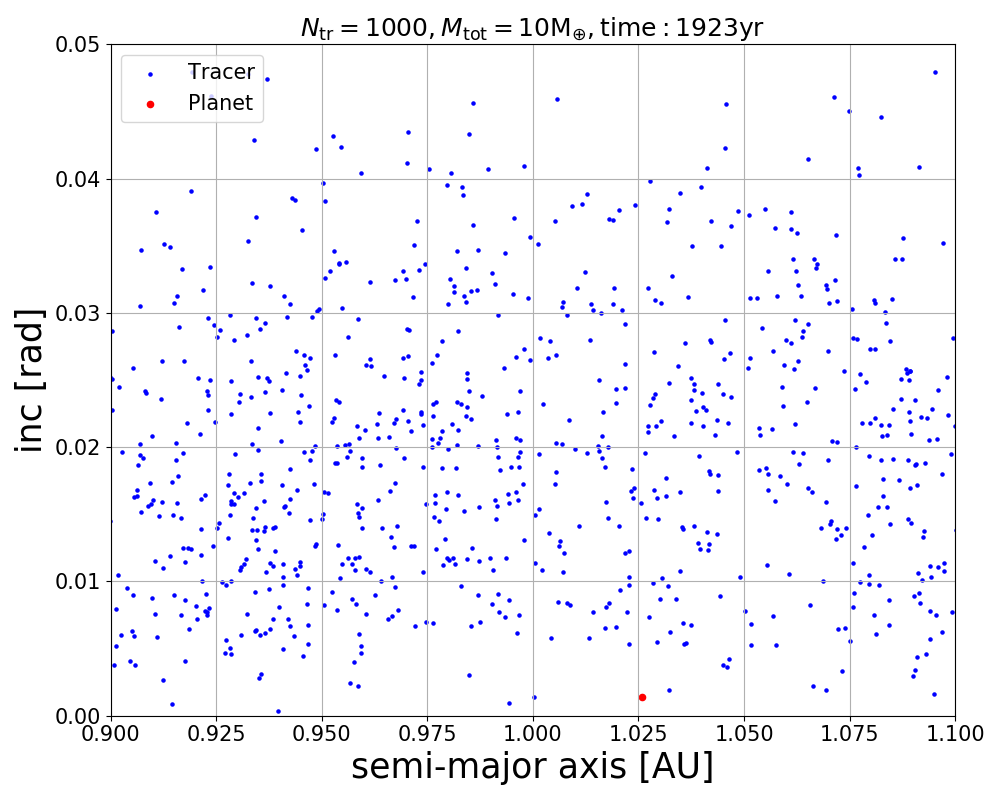 N_tr = 1000, M_tot = 10M_⊕, time : 1923yr
Tracer
Planet
inc [rad]
0.05
0.04
0.03
0.02
0.01
0.00
0.900 0.925 0.950 0.975 1.000 1.025 1.050 1.075 1.100
semi-major axis [AU]